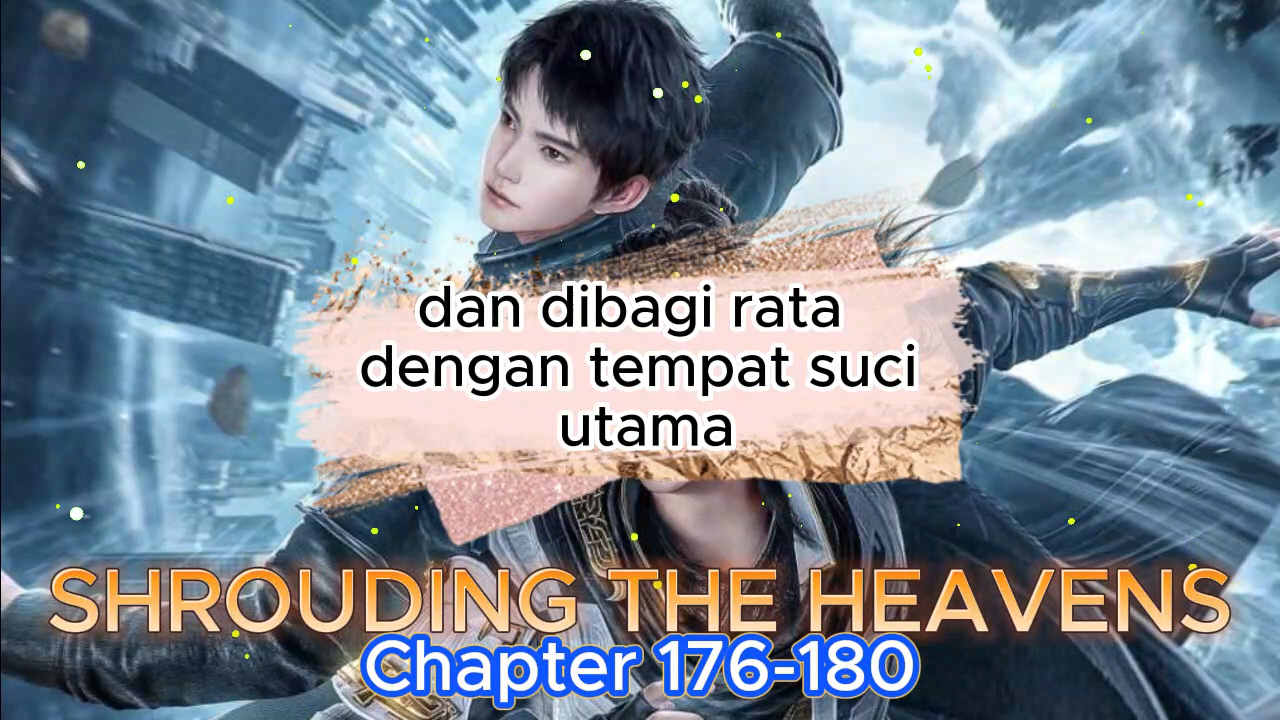 dan dibagi rata
dengan tempat suci
utama
SHROUDING THE HEAVENS
Chapter 176-180